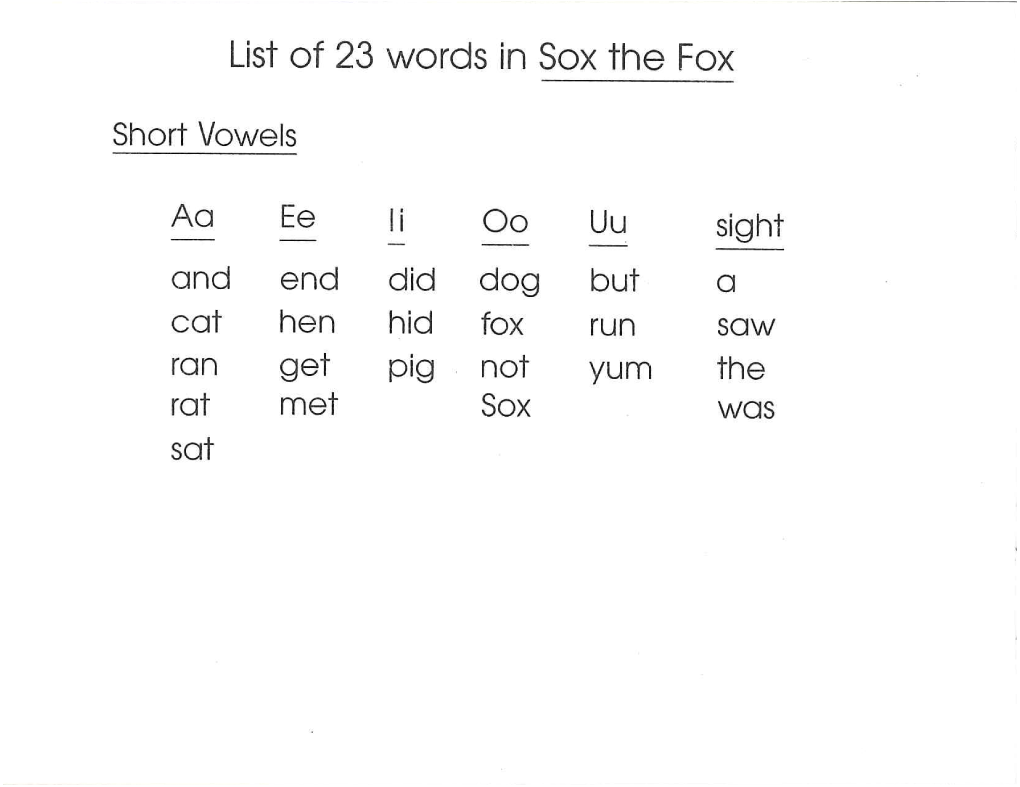 List of 23 words in Sox the Fox
Short Vowels
Aa Ee Ii Oo Uu sight
and end did dog but a
cat hen hid fox run saw
ran get pig not yum the
rat met Sox was
sat